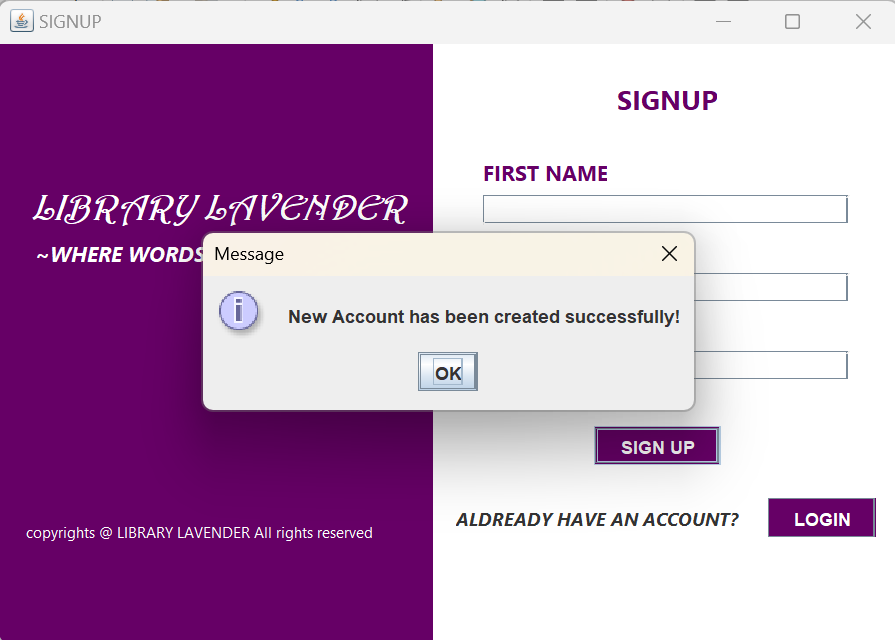 SIGNUP
SIGNUP
FIRST NAME
LIBRARY LAVENDER
~WHERE WORDS
Message
New Account has been created successfully!
OK
SIGN UP
ALDREADY HAVE AN ACCOUNT?
LOGIN
copyrights @ LIBRARY LAVENDER All rights reserved